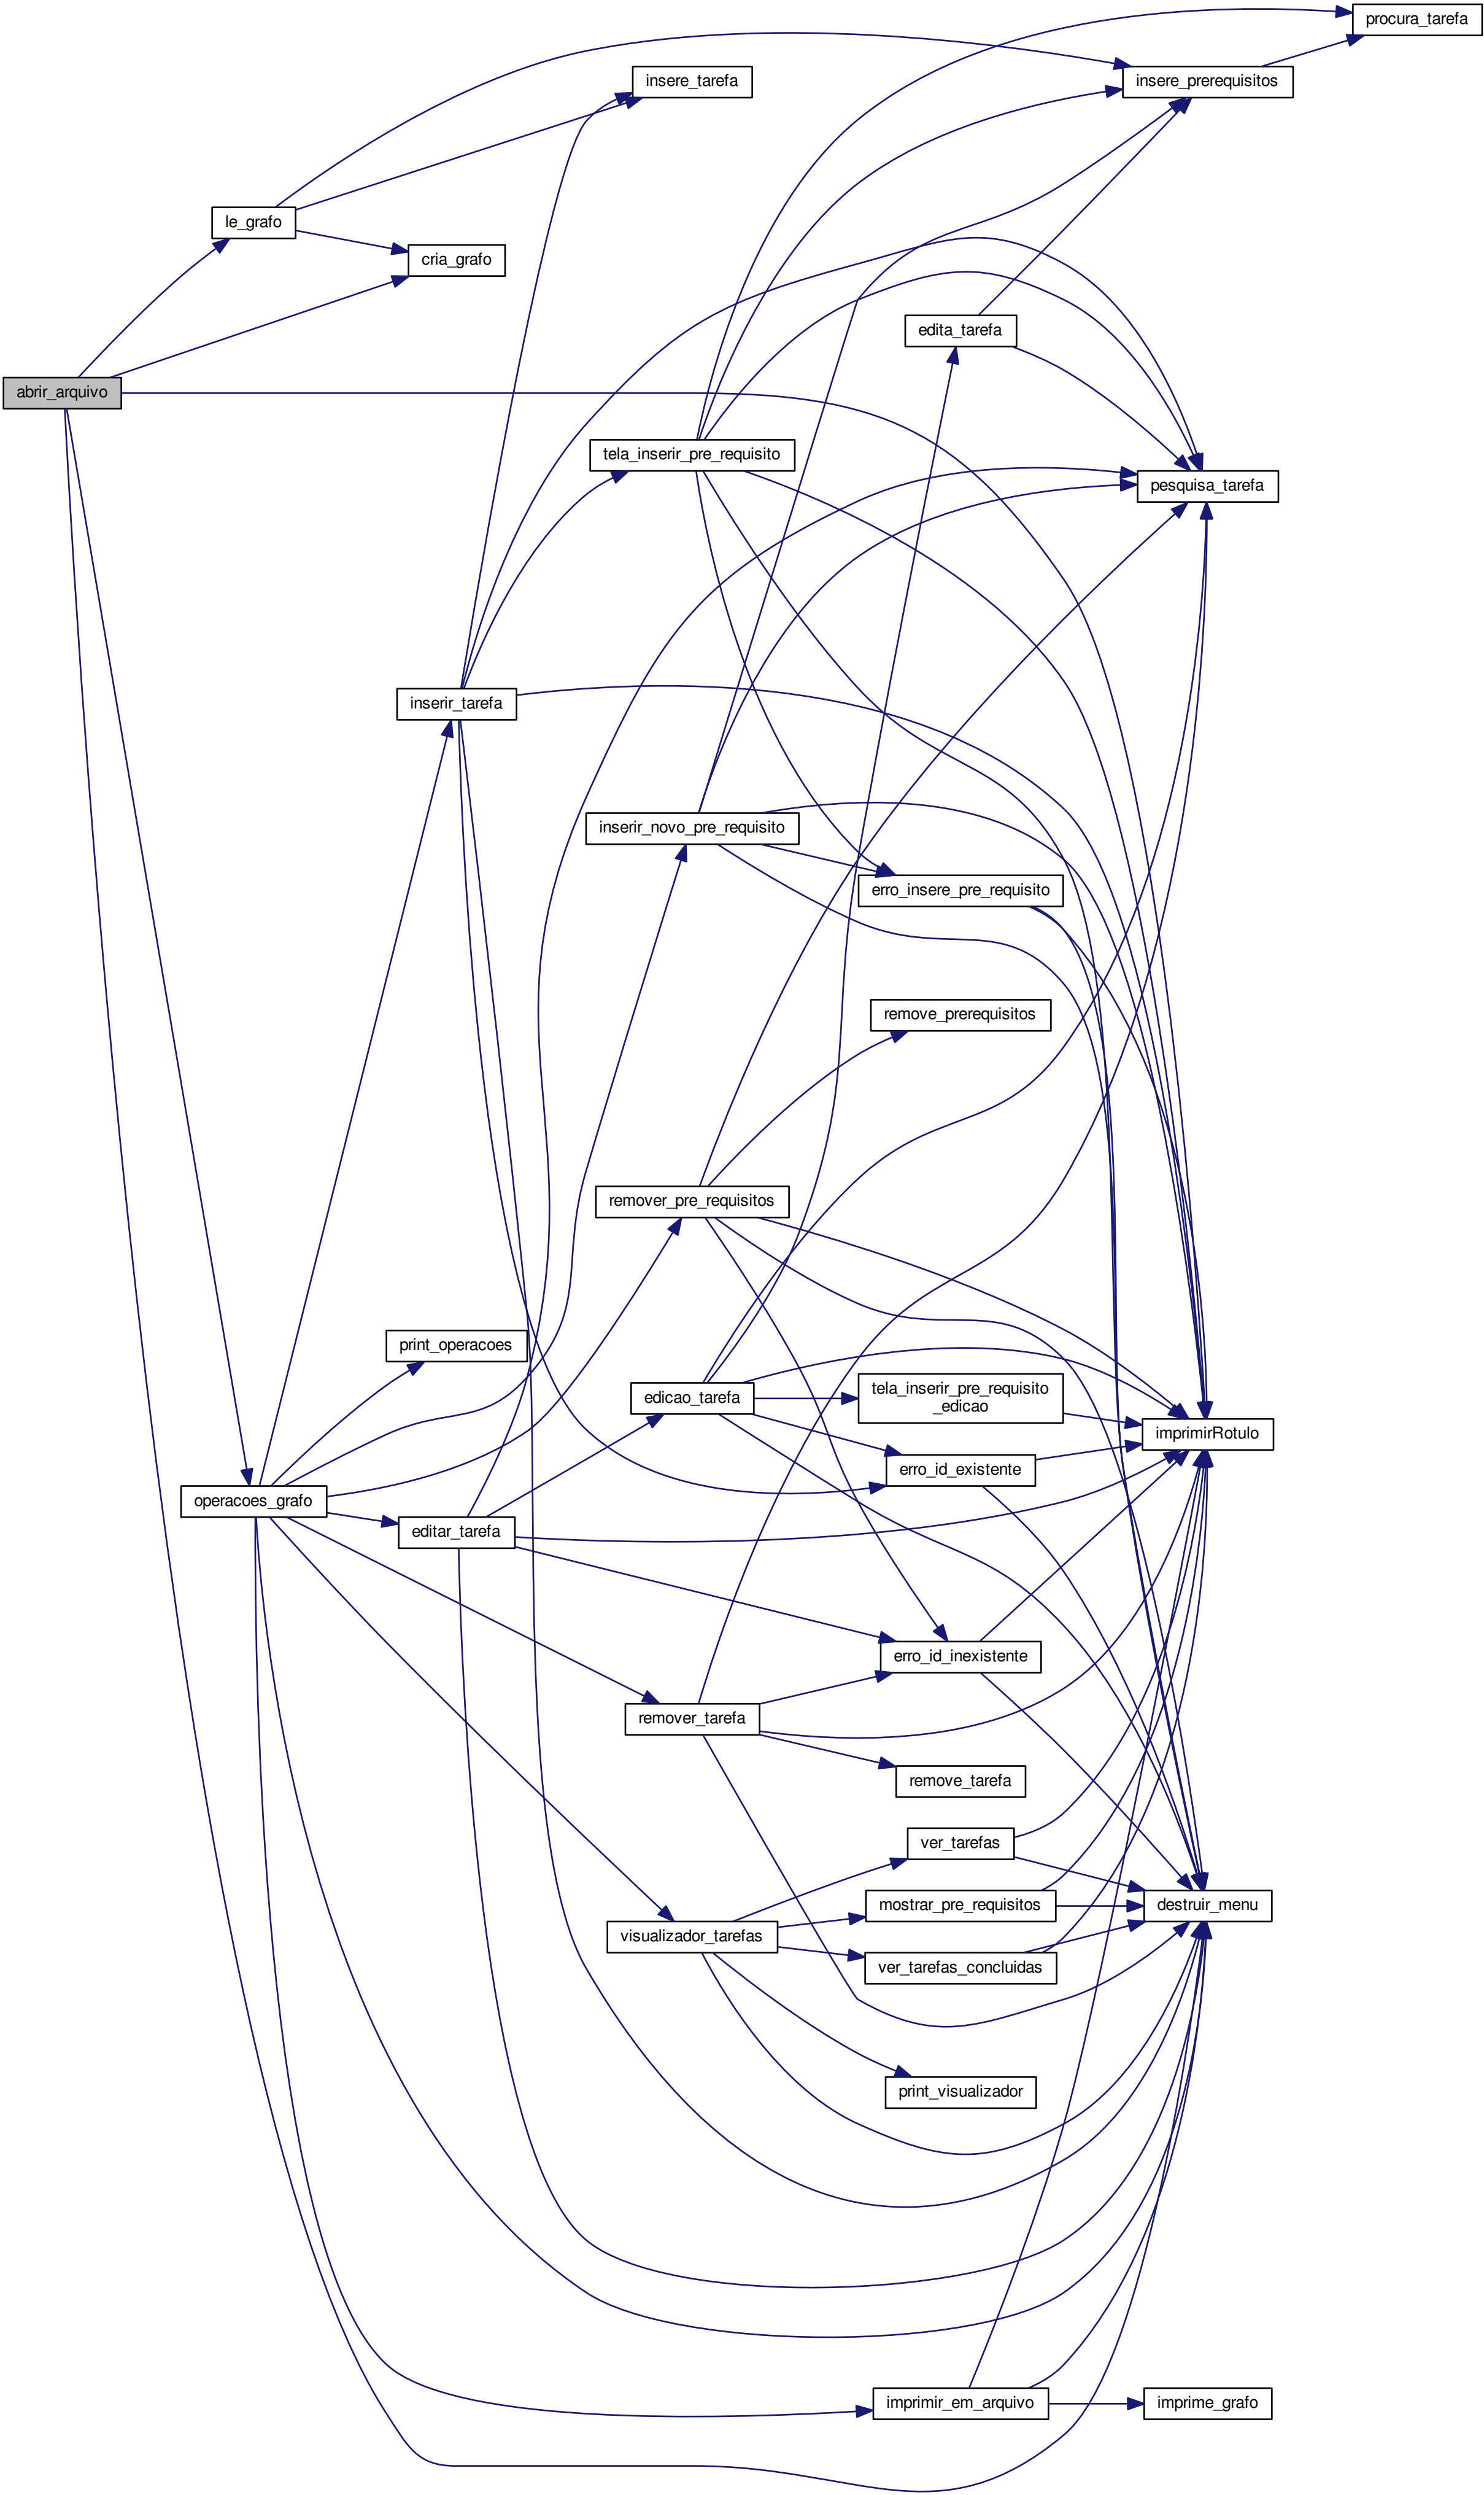 procura_tarefa
insere_tarefa
insere_prerequisitos
le_grafo
cria_grafo
edita_tarefa
abrir_arquivo
tela_inserir_pre_requisito
pesquisa_tarefa
inserir_tarefa
inserir_novo_pre_requisito
erro_insere_pre_requisito
remove_prerequisitos
remover_pre_requisitos
print_operacoes
edicao_tarefa
tela_inserir_pre_requisito
_edicao
imprimirRotulo
erro_id_existente
operacoes_grafo
editar_tarefa
erro_id_inexistente
remover_tarefa
remove_tarefa
ver_tarefas
mostrar_pre_requisitos
destruir_menu
visualizador_tarefas
ver_tarefas_concluidas
print_visualizador
imprimir_em_arquivo
imprime_grafo